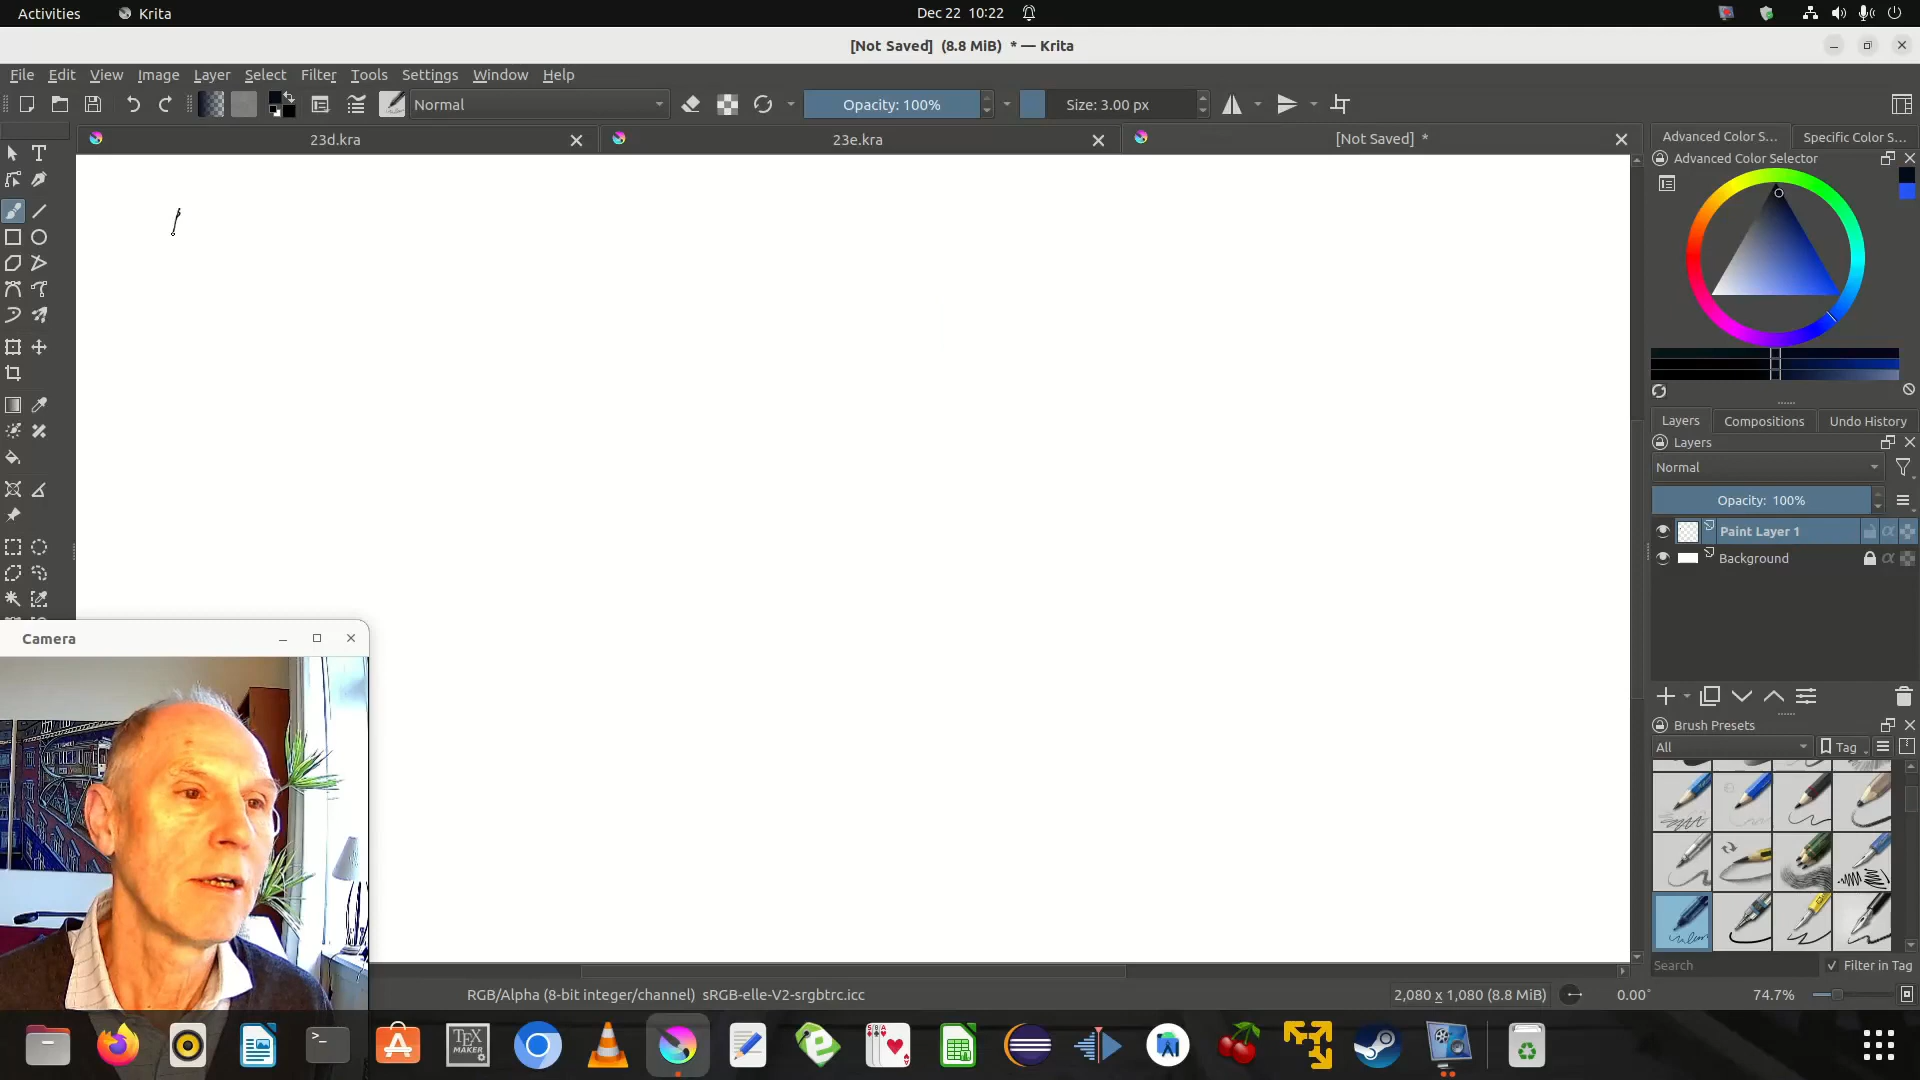 Activities
Krita
Dec 22 10:22
[Not Saved] (8.8 MiB) * — Krita
File Edit View Image Layer Select Filter Tools Settings Window Help
Normal
Opacity: 100%
Size: 3.00 px
23d.kra
23e.kra
[Not Saved] *
Advanced Color S...
Specific Color S...
Advanced Color Selector
Layers
Compositions
Undo History
Layers
Normal
Opacity: 100%
Paint Layer 1
Background
Camera
Brush Presets
All
Tag
Search
Filter in Tag
RGB/Alpha (8-bit integer/channel) sRGB-elle-V2-srgbtrc.icc
2,080 x 1,080 (8.8 MiB)
0.00°
74.7%
TEX
MAKER